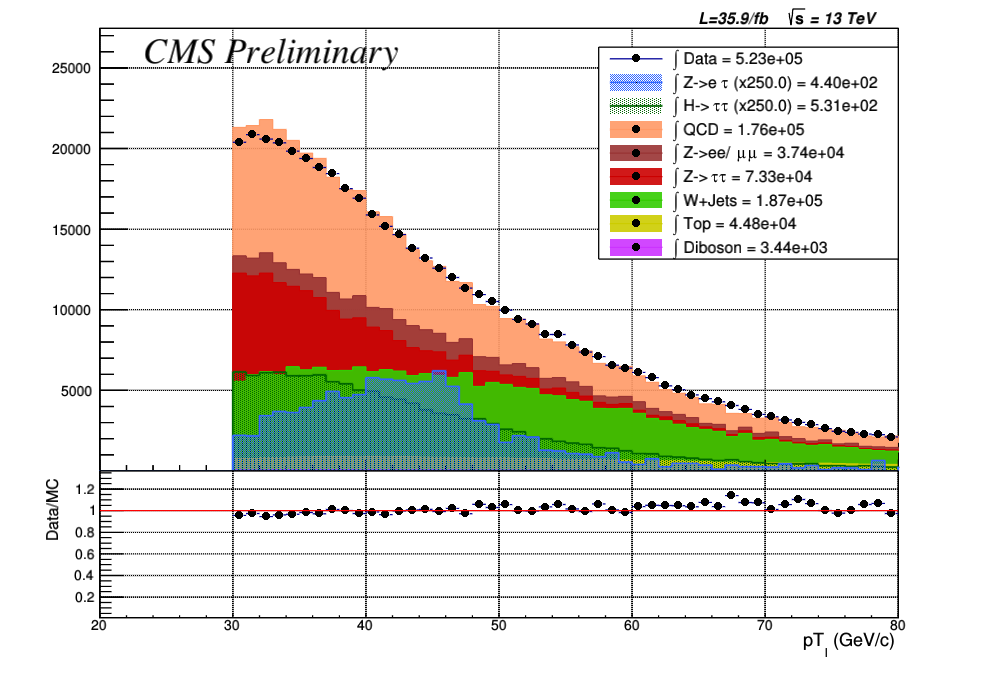 L=35.9/fb √s = 13 TeV
CMS Preliminary
∫ Data = 5.23e+05
∫ Z->e τ (x250.0) = 4.40e+02
∫ H-> ττ (x250.0) = 5.31e+02
∫ QCD = 1.76e+05
∫ Z->ee/ μμ = 3.74e+04
∫ Z-> ττ = 7.33e+04
∫ W+Jets = 1.87e+05
∫ Top = 4.48e+04
∫ Diboson = 3.44e+03
25000
20000
15000
10000
5000
Data/MC
1.2
1
0.8
0.6
0.4
0.2
20 30 40 50 60 70 80
pT_l (GeV/c)